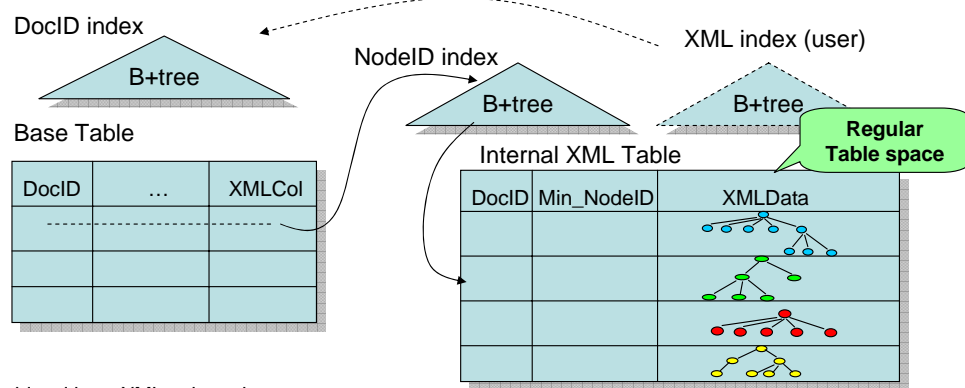 DocID index
XML index (user)
NodeID index
B+tree
B+tree
B+tree
Base Table
Regular
Table space
Internal XML Table
DocID … XMLCol
DocID Min_NodeID XMLData